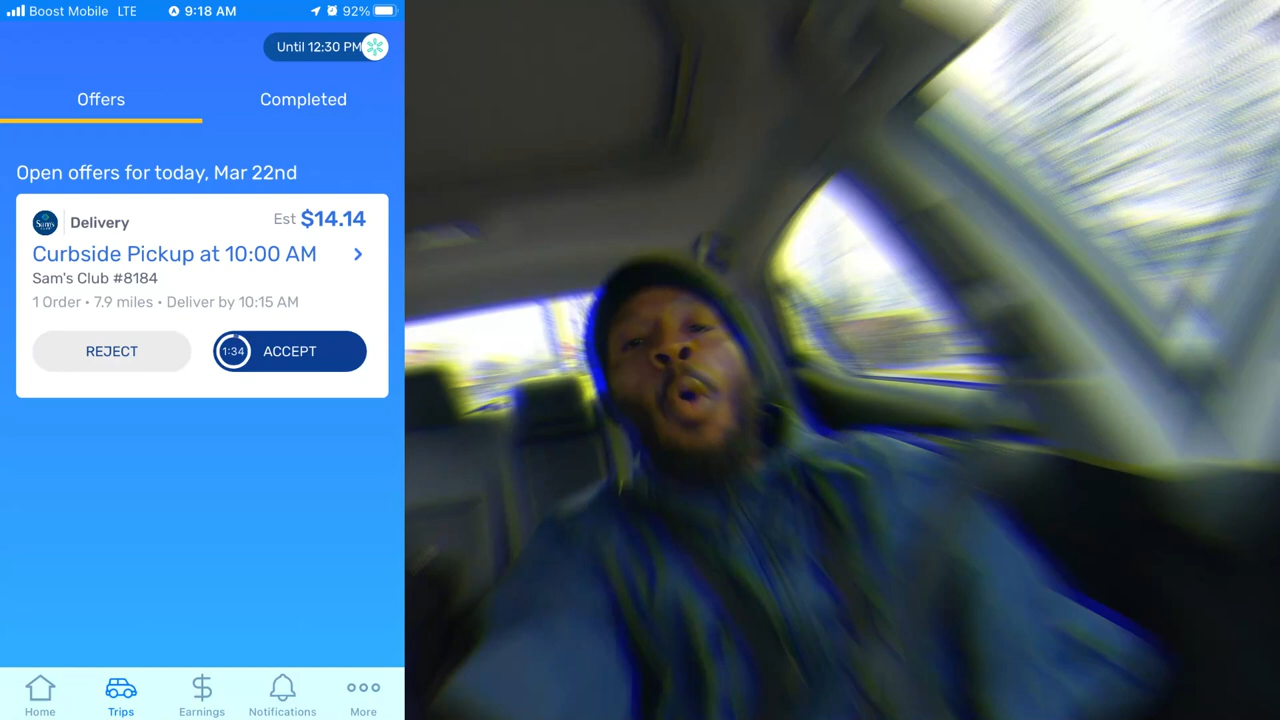 Boost Mobile LTE 9:18 AM 92%
Until 12:30 PM
Offers Completed
Open offers for today, Mar 22nd
Sam's Delivery Est $14.14
Curbside Pickup at 10:00 AM
Sam's Club #8184
1 Order • 7.9 miles • Deliver by 10:15 AM
REJECT 1:34 ACCEPT
Home Trips Earnings Notifications More